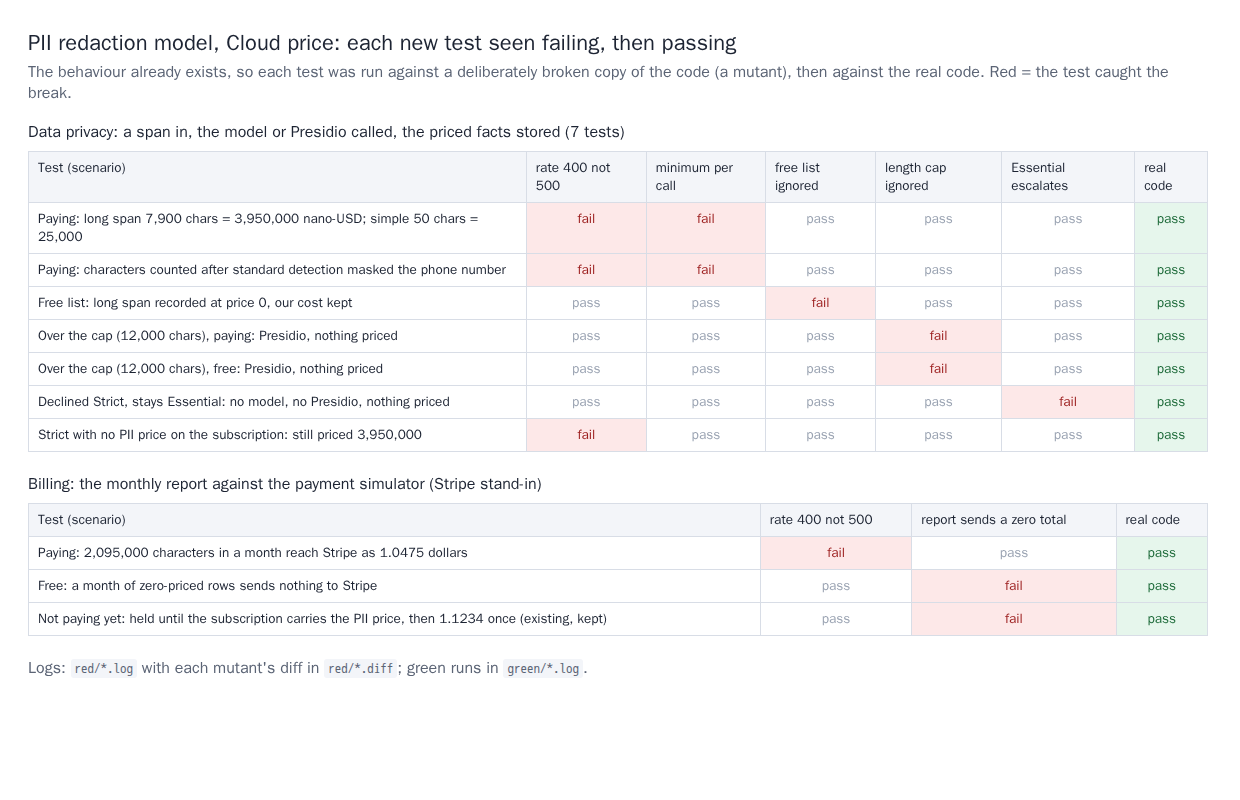 PII redaction model, Cloud price: each new test seen failing, then passing
The behaviour already exists, so each test was run against a deliberately broken copy of the code (a mutant), then against the real code. Red = the test caught the
break.
Data privacy: a span in, the model or Presidio called, the priced facts stored (7 tests)
Test (scenario) rate 400 not 500 minimum per call free list ignored length cap ignored Essential escalates real code
Paying: long span 7,900 chars = 3,950,000 nano-USD; simple 50 chars = 25,000 fail fail pass pass pass pass
Paying: characters counted after standard detection masked the phone number fail fail pass pass pass pass
Free list: long span recorded at price 0, our cost kept pass pass fail pass pass pass
Over the cap (12,000 chars), paying: Presidio, nothing priced pass pass pass fail pass pass
Over the cap (12,000 chars), free: Presidio, nothing priced pass pass pass fail pass pass
Declined Strict, stays Essential: no model, no Presidio, nothing priced pass pass pass pass fail pass
Strict with no PII price on the subscription: still priced 3,950,000 fail pass pass pass pass pass
Billing: the monthly report against the payment simulator (Stripe stand-in)
Test (scenario) rate 400 not 500 report sends a zero total real code
Paying: 2,095,000 characters in a month reach Stripe as 1.0475 dollars fail pass pass
Free: a month of zero-priced rows sends nothing to Stripe pass fail pass
Not paying yet: held until the subscription carries the PII price, then 1.1234 once (existing, kept) pass fail pass
Logs: red/*.log with each mutant's diff in red/*.diff; green runs in green/*.log.